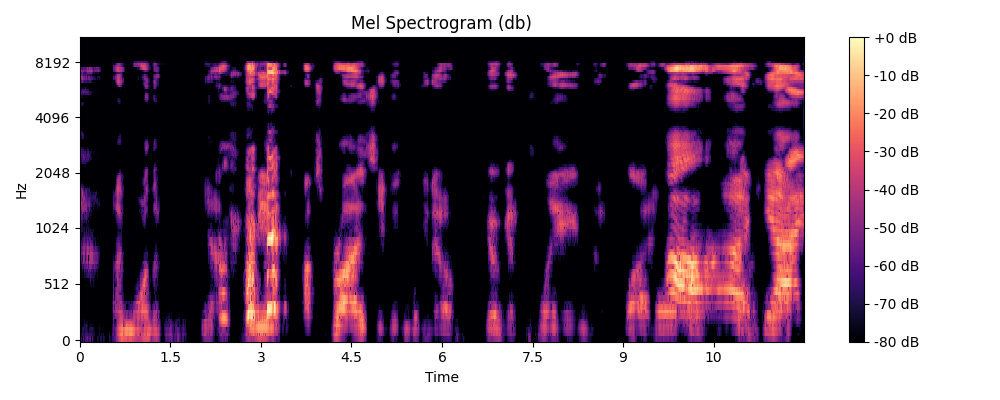 Mel Spectrogram (db)
Hz
8192
4096
2048
1024
512
0
0 1.5 3 4.5 6 7.5 9 10
Time
+0 dB
-10 dB
-20 dB
-30 dB
-40 dB
-50 dB
-60 dB
-70 dB
-80 dB